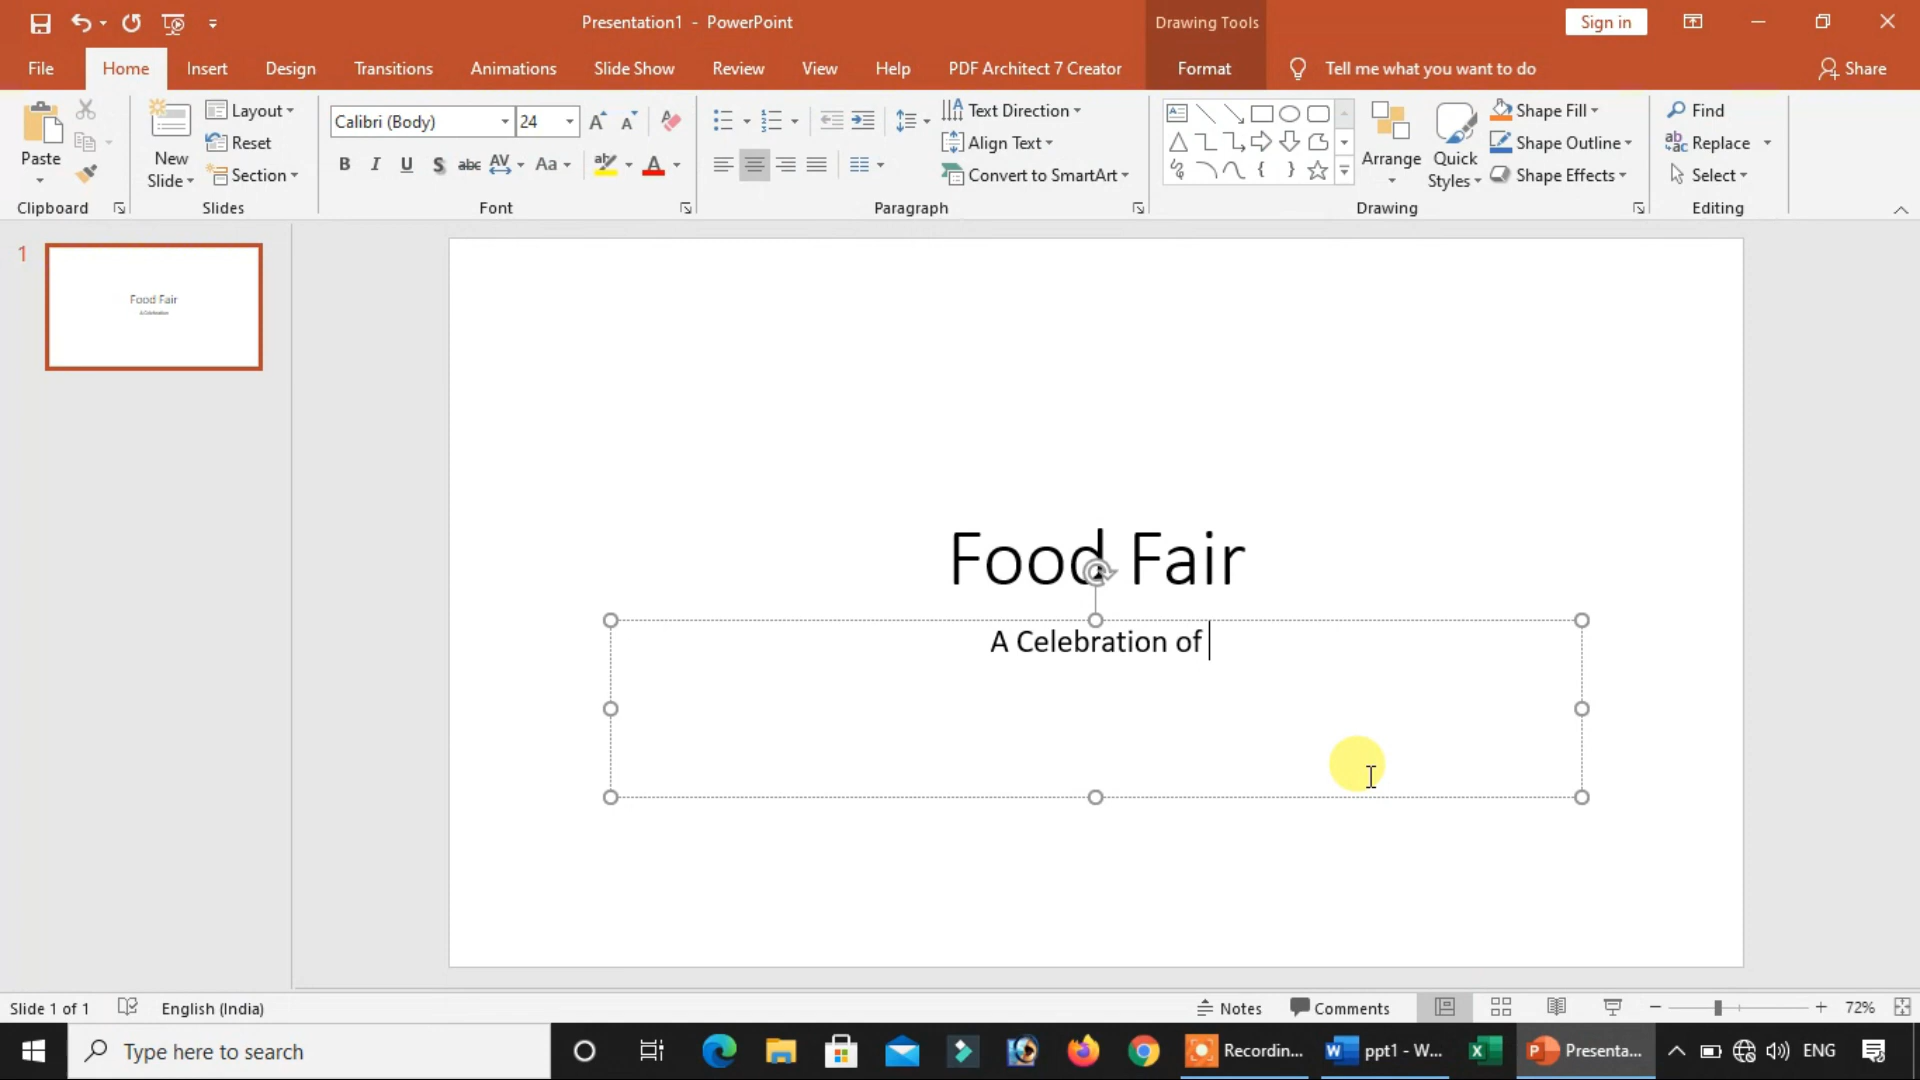 Presentation1 - PowerPoint
Drawing Tools
Sign in
File
Home
Insert
Design
Transitions
Animations
Slide Show
Review
View
Help
PDF Architect 7 Creator
Format
Tell me what you want to do
Share
Paste
Clipboard
New
Slide
Layout
Reset
Section
Slides
Calibri (Body)
24
B I U S abc AV Aa A
Font
Text Direction
Align Text
Convert to SmartArt
Paragraph
Arrange
Quick
Styles
Shape Fill
Shape Outline
Shape Effects
Drawing
Find
Replace
Select
Editing
1
Food Fair
A Celebration
Food Fair
A Celebration of
Slide 1 of 1
English (India)
Notes
Comments
72%
Type here to search
Recordin...
ppt1 - W...
Presenta...
ENG